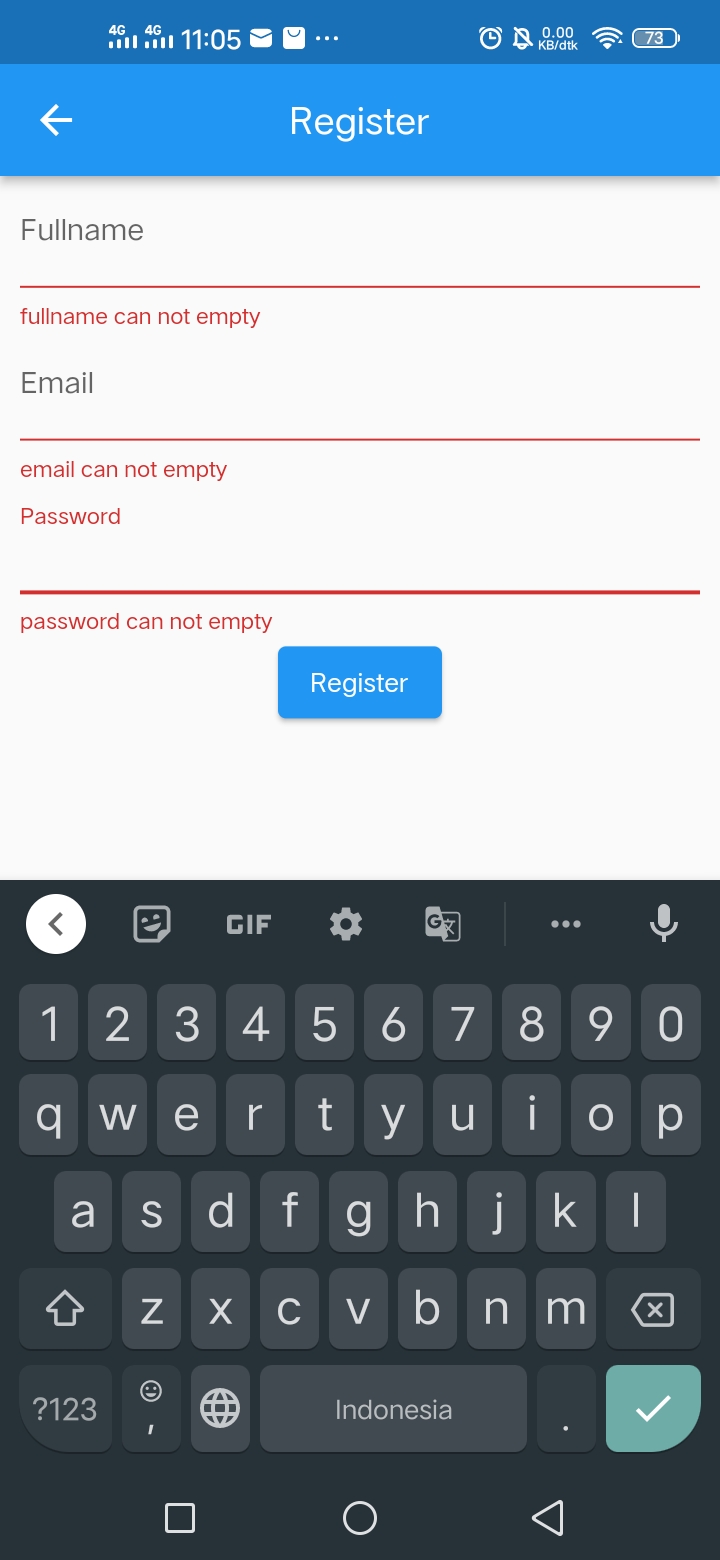 4G 4G 11:05 0.00 KB/dtk 73
Register
Fullname
fullname can not empty
Email
email can not empty
Password
password can not empty
Register
GIF G文
1 2 3 4 5 6 7 8 9 0
q w e r t y u i o p
a s d f g h j k l
z x c v b n m
?123 , Indonesia .